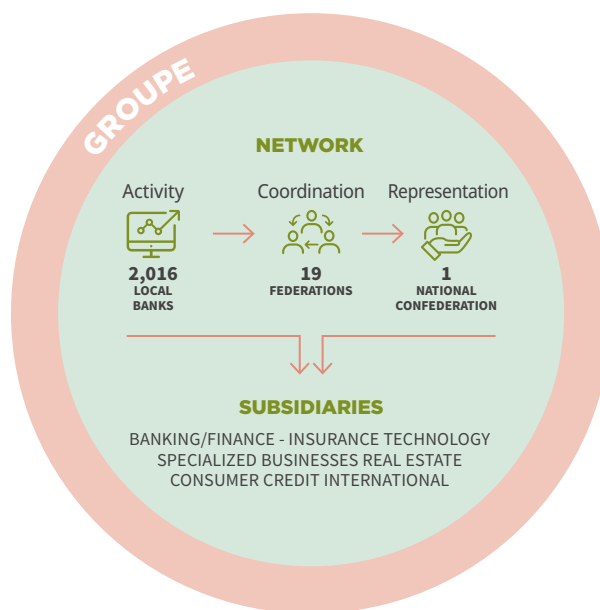 GROUPE
NETWORK
Activity
2,016
LOCAL
BANKS
Coordination
19
FEDERATIONS
Representation
1
NATIONAL
CONFEDERATION
SUBSIDIARIES
BANKING/FINANCE - INSURANCE TECHNOLOGY
SPECIALIZED BUSINESSES REAL ESTATE
CONSUMER CREDIT INTERNATIONAL